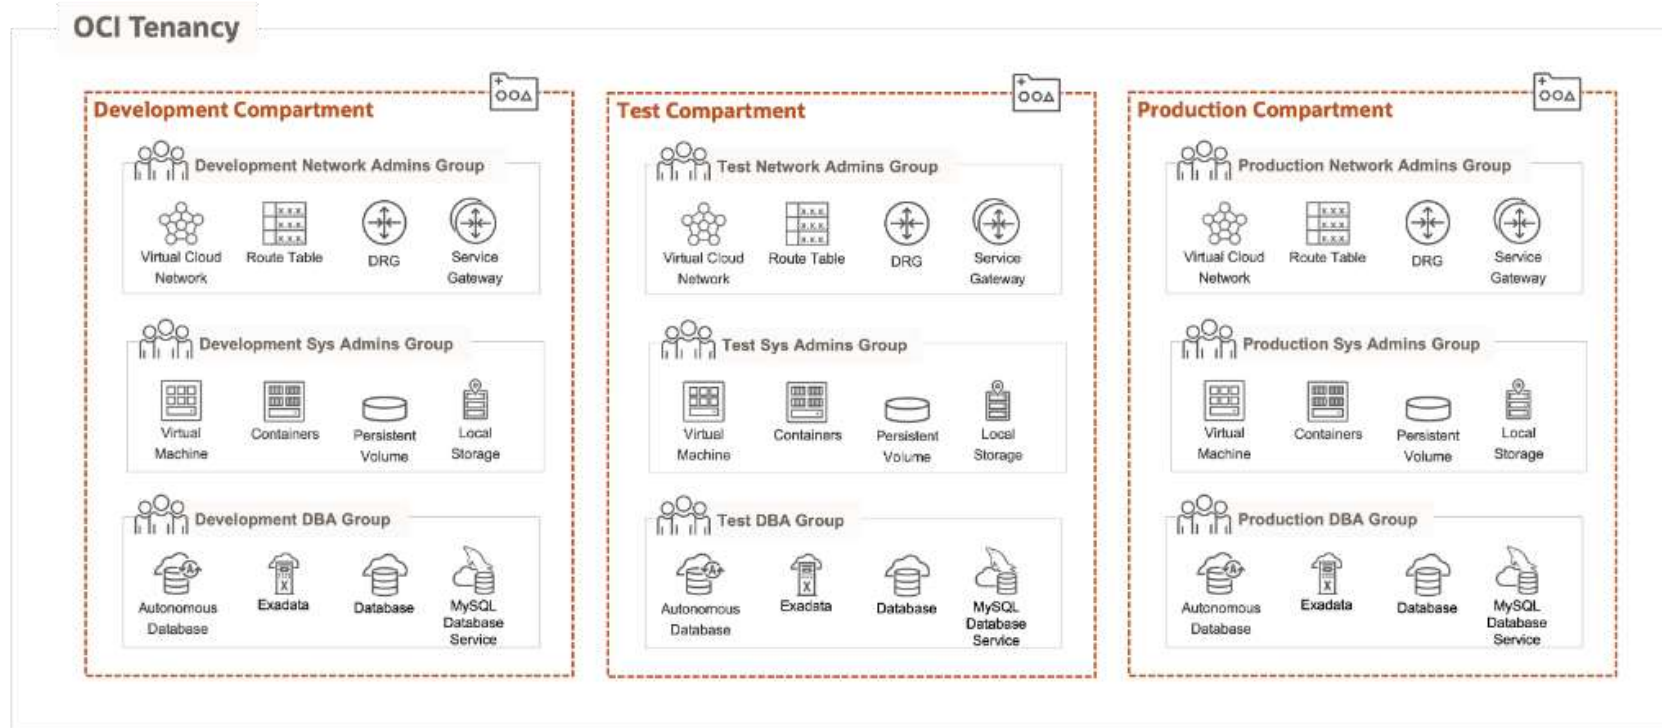 OCI Tenancy
Development Compartment
Development Network Admins Group
Virtual Cloud
Network
Route Table
DRG
Service
Gateway
Development Sys Admins Group
Virtual
Machine
Containers
Persistent
Volume
Local
Storage
Development DBA Group
Autonomous
Database
Exadata
Database
MySQL
Database
Service
Test Compartment
Test Network Admins Group
Virtual Cloud
Network
Route Table
DRG
Service
Gateway
Test Sys Admins Group
Virtual
Machine
Containers
Persistent
Volume
Local
Storage
Test DBA Group
Autonomous
Database
Exadata
Database
MySQL
Database
Service
Production Compartment
Production Network Admins Group
Virtual Cloud
Network
Route Table
DRG
Service
Gateway
Production Sys Admins Group
Virtual
Machine
Containers
Persistent
Volume
Local
Storage
Production DBA Group
Autonomous
Database
Exadata
Database
MySQL
Database
Service